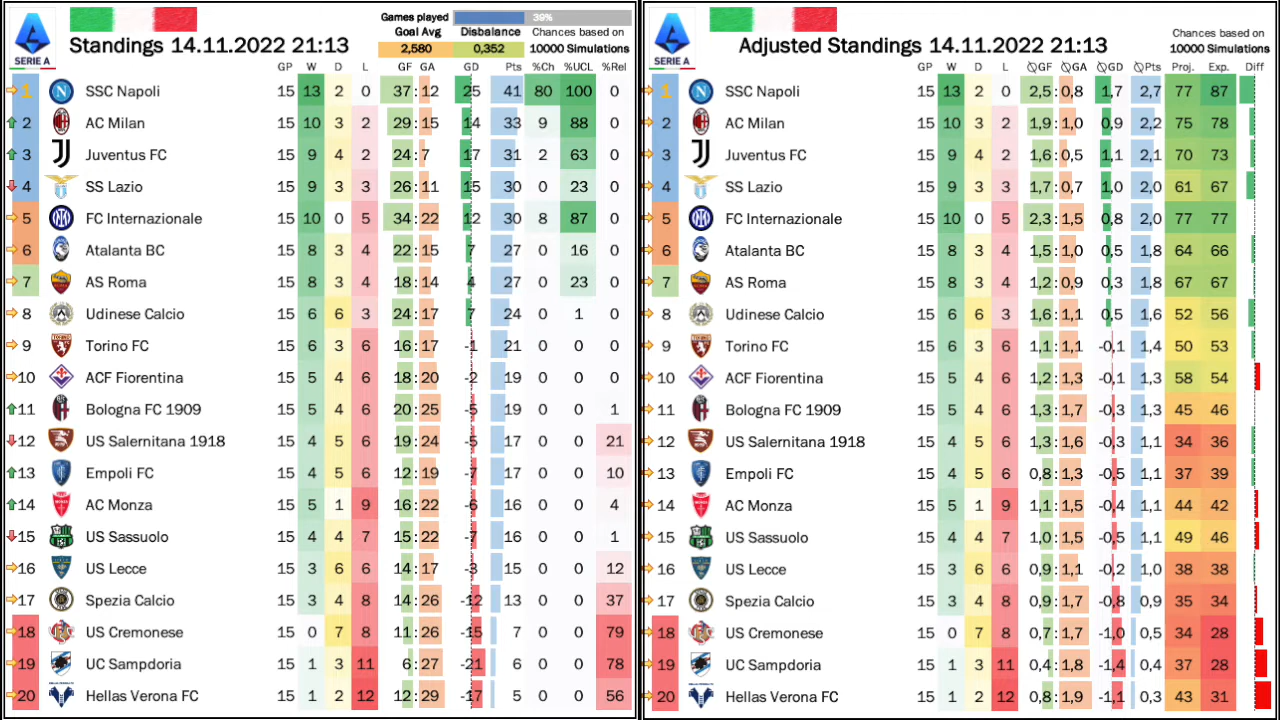 Games played 39%
Goal Avg Disbalance Chances based on
Standings 14.11.2022 21:13 2,580 0,352 10000 Simulations
SERIE A
GP W D L GF GA GD Pts %Ch %UCL %Rel
1 SSC Napoli 15 13 2 0 37 : 12 25 41 80 100 0
2 AC Milan 15 10 3 2 29 : 15 14 33 9 88 0
3 Juventus FC 15 9 4 2 24 : 7 17 31 2 63 0
4 SS Lazio 15 9 3 3 26 : 11 15 30 0 23 0
5 FC Internazionale 15 10 0 5 34 : 22 12 30 8 87 0
6 Atalanta BC 15 8 3 4 22 : 15 7 27 0 16 0
7 AS Roma 15 8 3 4 18 : 14 4 27 0 23 0
8 Udinese Calcio 15 6 6 3 24 : 17 7 24 0 1 0
9 Torino FC 15 6 3 6 16 : 17 -1 21 0 0 0
10 ACF Fiorentina 15 5 4 6 18 : 20 -2 19 0 0 0
11 Bologna FC 1909 15 5 4 6 20 : 25 -5 19 0 0 1
12 US Salernitana 1918 15 4 5 6 19 : 24 -5 17 0 0 21
13 Empoli FC 15 4 5 6 12 : 19 -7 17 0 0 10
14 AC Monza 15 5 1 9 16 : 22 -6 16 0 0 4
15 US Sassuolo 15 4 4 7 15 : 22 -7 16 0 0 1
16 US Lecce 15 3 6 6 14 : 17 -3 15 0 0 12
17 Spezia Calcio 15 3 4 8 14 : 26 -12 13 0 0 37
18 US Cremonese 15 0 7 8 11 : 26 -15 7 0 0 79
19 UC Sampdoria 15 1 3 11 6 : 27 -21 6 0 0 78
20 Hellas Verona FC 15 1 2 12 12 : 29 -17 5 0 0 56
Chances based on
Adjusted Standings 14.11.2022 21:13 10000 Simulations
SERIE A
GP W D L ∅GF ∅GA ∅GD ∅Pts Proj. Exp. Diff
1 SSC Napoli 15 13 2 0 2,5 : 0,8 1,7 2,7 77 87
2 AC Milan 15 10 3 2 1,9 : 1,0 0,9 2,2 75 78
3 Juventus FC 15 9 4 2 1,6 : 0,5 1,1 2,1 70 73
4 SS Lazio 15 9 3 3 1,7 : 0,7 1,0 2,0 61 67
5 FC Internazionale 15 10 0 5 2,3 : 1,5 0,8 2,0 77 77
6 Atalanta BC 15 8 3 4 1,5 : 1,0 0,5 1,8 64 66
7 AS Roma 15 8 3 4 1,2 : 0,9 0,3 1,8 67 67
8 Udinese Calcio 15 6 6 3 1,6 : 1,1 0,5 1,6 52 56
9 Torino FC 15 6 3 6 1,1 : 1,1 -0,1 1,4 50 53
10 ACF Fiorentina 15 5 4 6 1,2 : 1,3 -0,1 1,3 58 54
11 Bologna FC 1909 15 5 4 6 1,3 : 1,7 -0,3 1,3 45 46
12 US Salernitana 1918 15 4 5 6 1,3 : 1,6 -0,3 1,1 34 36
13 Empoli FC 15 4 5 6 0,8 : 1,3 -0,5 1,1 37 39
14 AC Monza 15 5 1 9 1,1 : 1,5 -0,4 1,1 44 42
15 US Sassuolo 15 4 4 7 1,0 : 1,5 -0,5 1,1 49 46
16 US Lecce 15 3 6 6 0,9 : 1,1 -0,2 1,0 38 38
17 Spezia Calcio 15 3 4 8 0,9 : 1,7 -0,8 0,9 35 34
18 US Cremonese 15 0 7 8 0,7 : 1,7 -1,0 0,5 34 28
19 UC Sampdoria 15 1 3 11 0,4 : 1,8 -1,4 0,4 37 28
20 Hellas Verona FC 15 1 2 12 0,8 : 1,9 -1,1 0,3 43 31